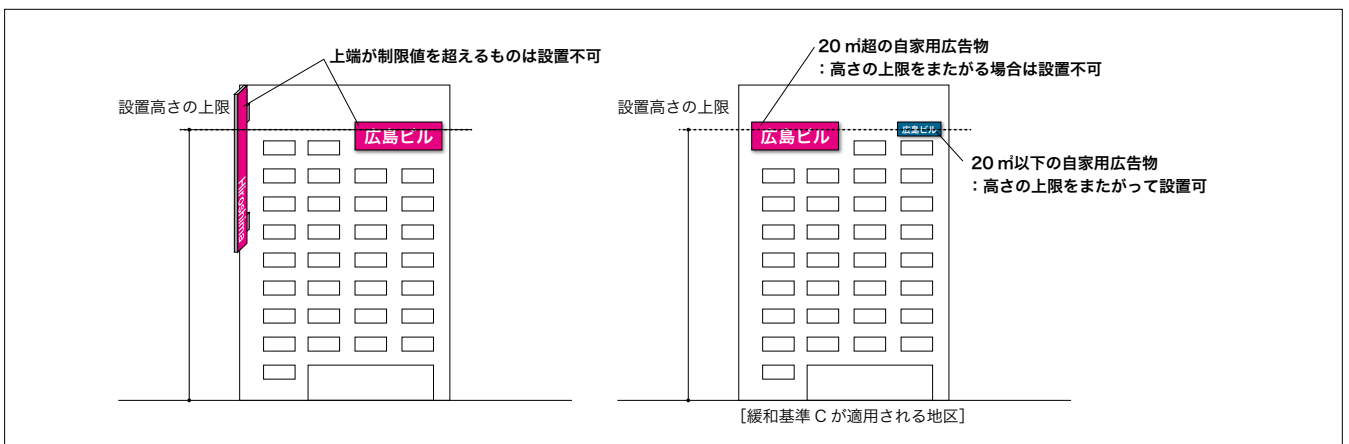 上端が制限値を超えるものは設置不可
設置高さの上限
広島ビル
Hiroshima
20 ㎡超の自家用広告物
：高さの上限をまたがる場合は設置不可
設置高さの上限
広島ビル
広島ビル
20 ㎡以下の自家用広告物
：高さの上限をまたがって設置可
［緩和基準 C が適用される地区］